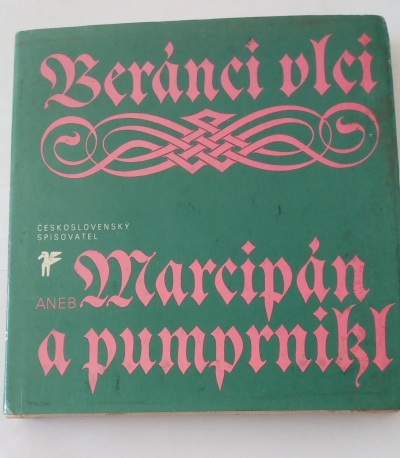 Beránci vlci
ČESKOSLOVENSKÝ
SPISOVATEL
ANEB Marcipán
a pumprnikl